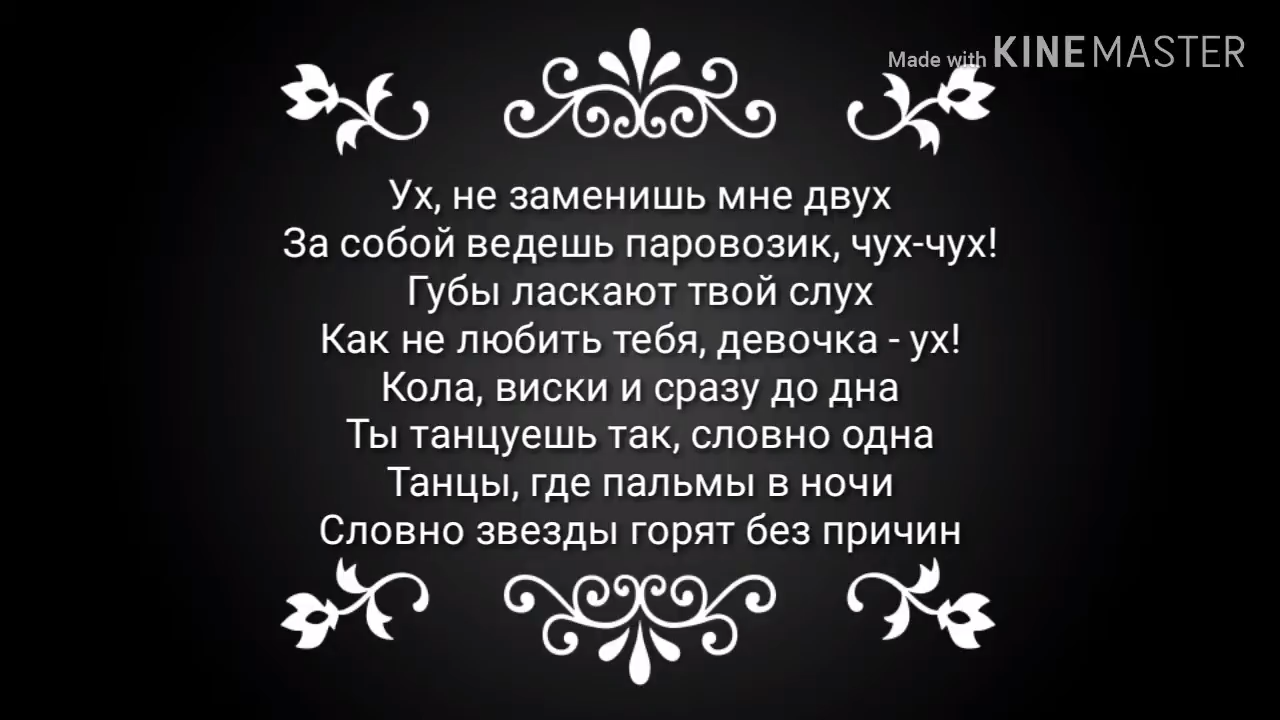 Made with KINEMASTER
Ух, не заменишь мне двух
За собой ведешь паровозик, чух-чух!
Губы ласкают твой слух
Как не любить тебя, девочка - ух!
Кола, виски и сразу до дна
Ты танцуешь так, словно одна
Танцы, где пальмы в ночи
Словно звезды горят без причин